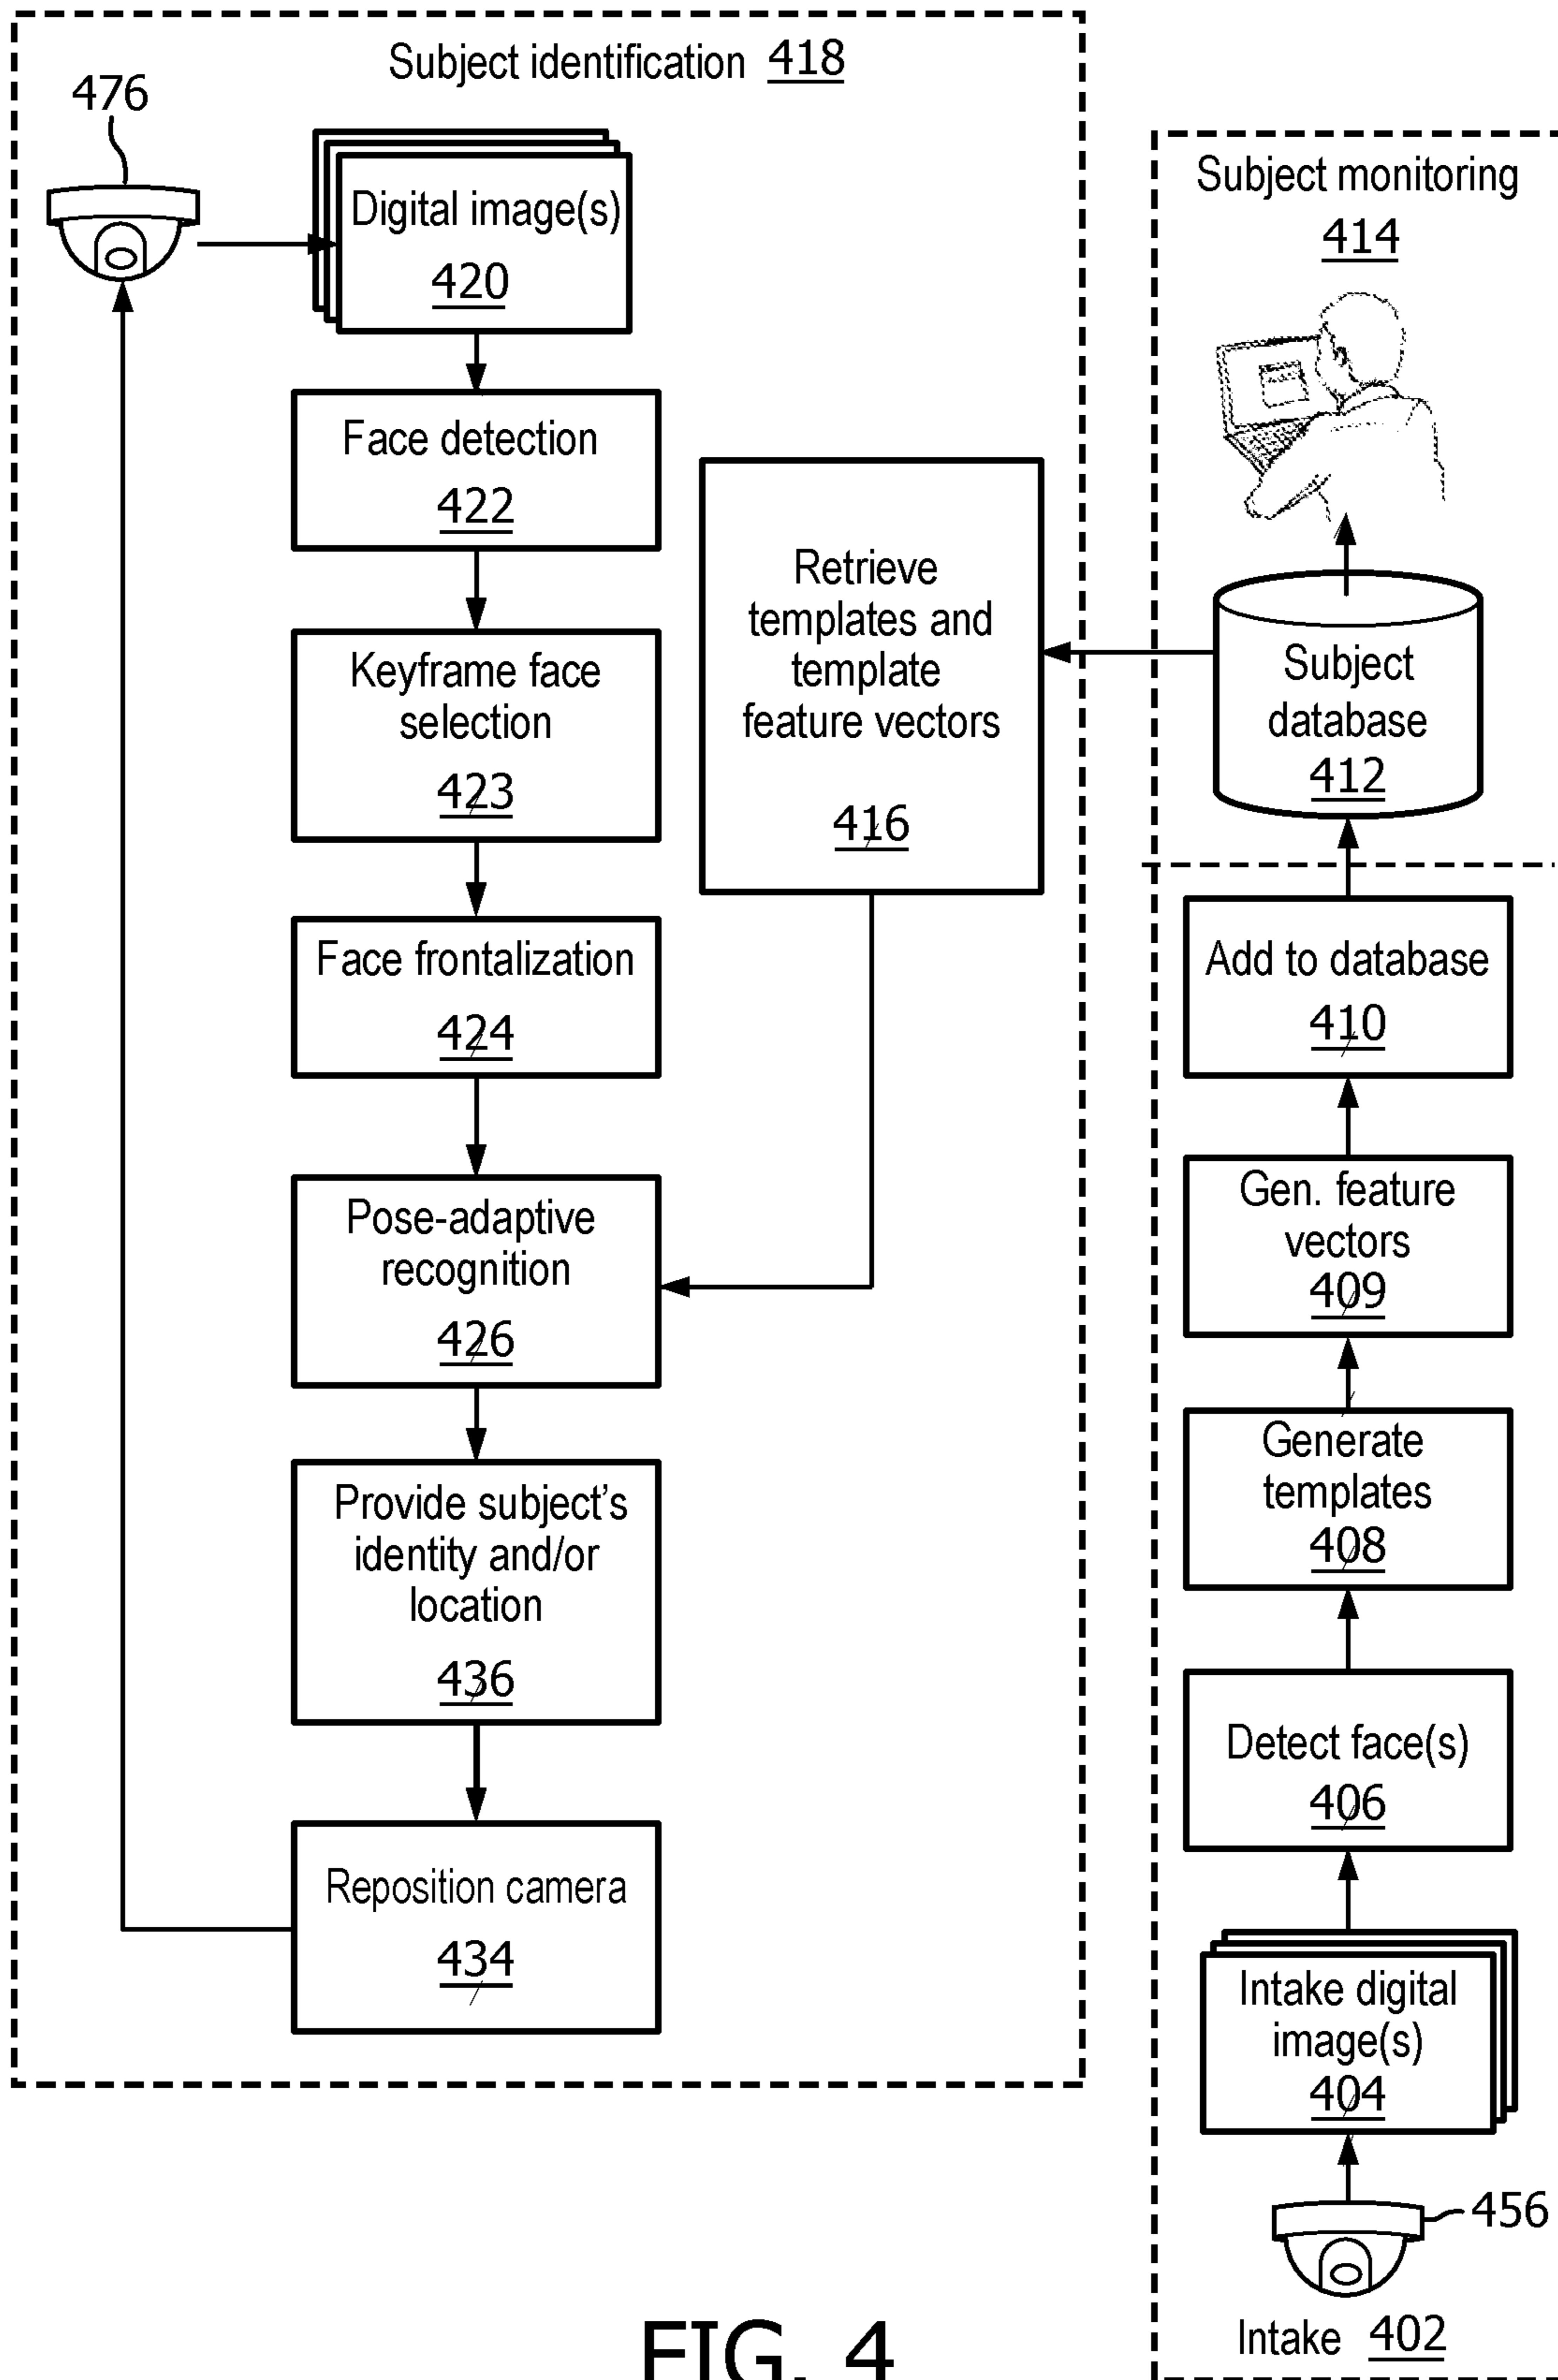 Subject identification 418
476
Digital image(s)
420
Face detection
422
Keyframe face
selection
423
Face frontalization
424
Pose-adaptive
recognition
426
Provide subject's
identity and/or
location
436
Reposition camera
434
Retrieve
templates and
template
feature vectors
416
Subject monitoring
414
Subject
database
412
Add to database
410
Gen. feature
vectors
409
Generate
templates
408
Detect face(s)
406
Intake digital
image(s)
404
456
Intake 402
FIG. 4